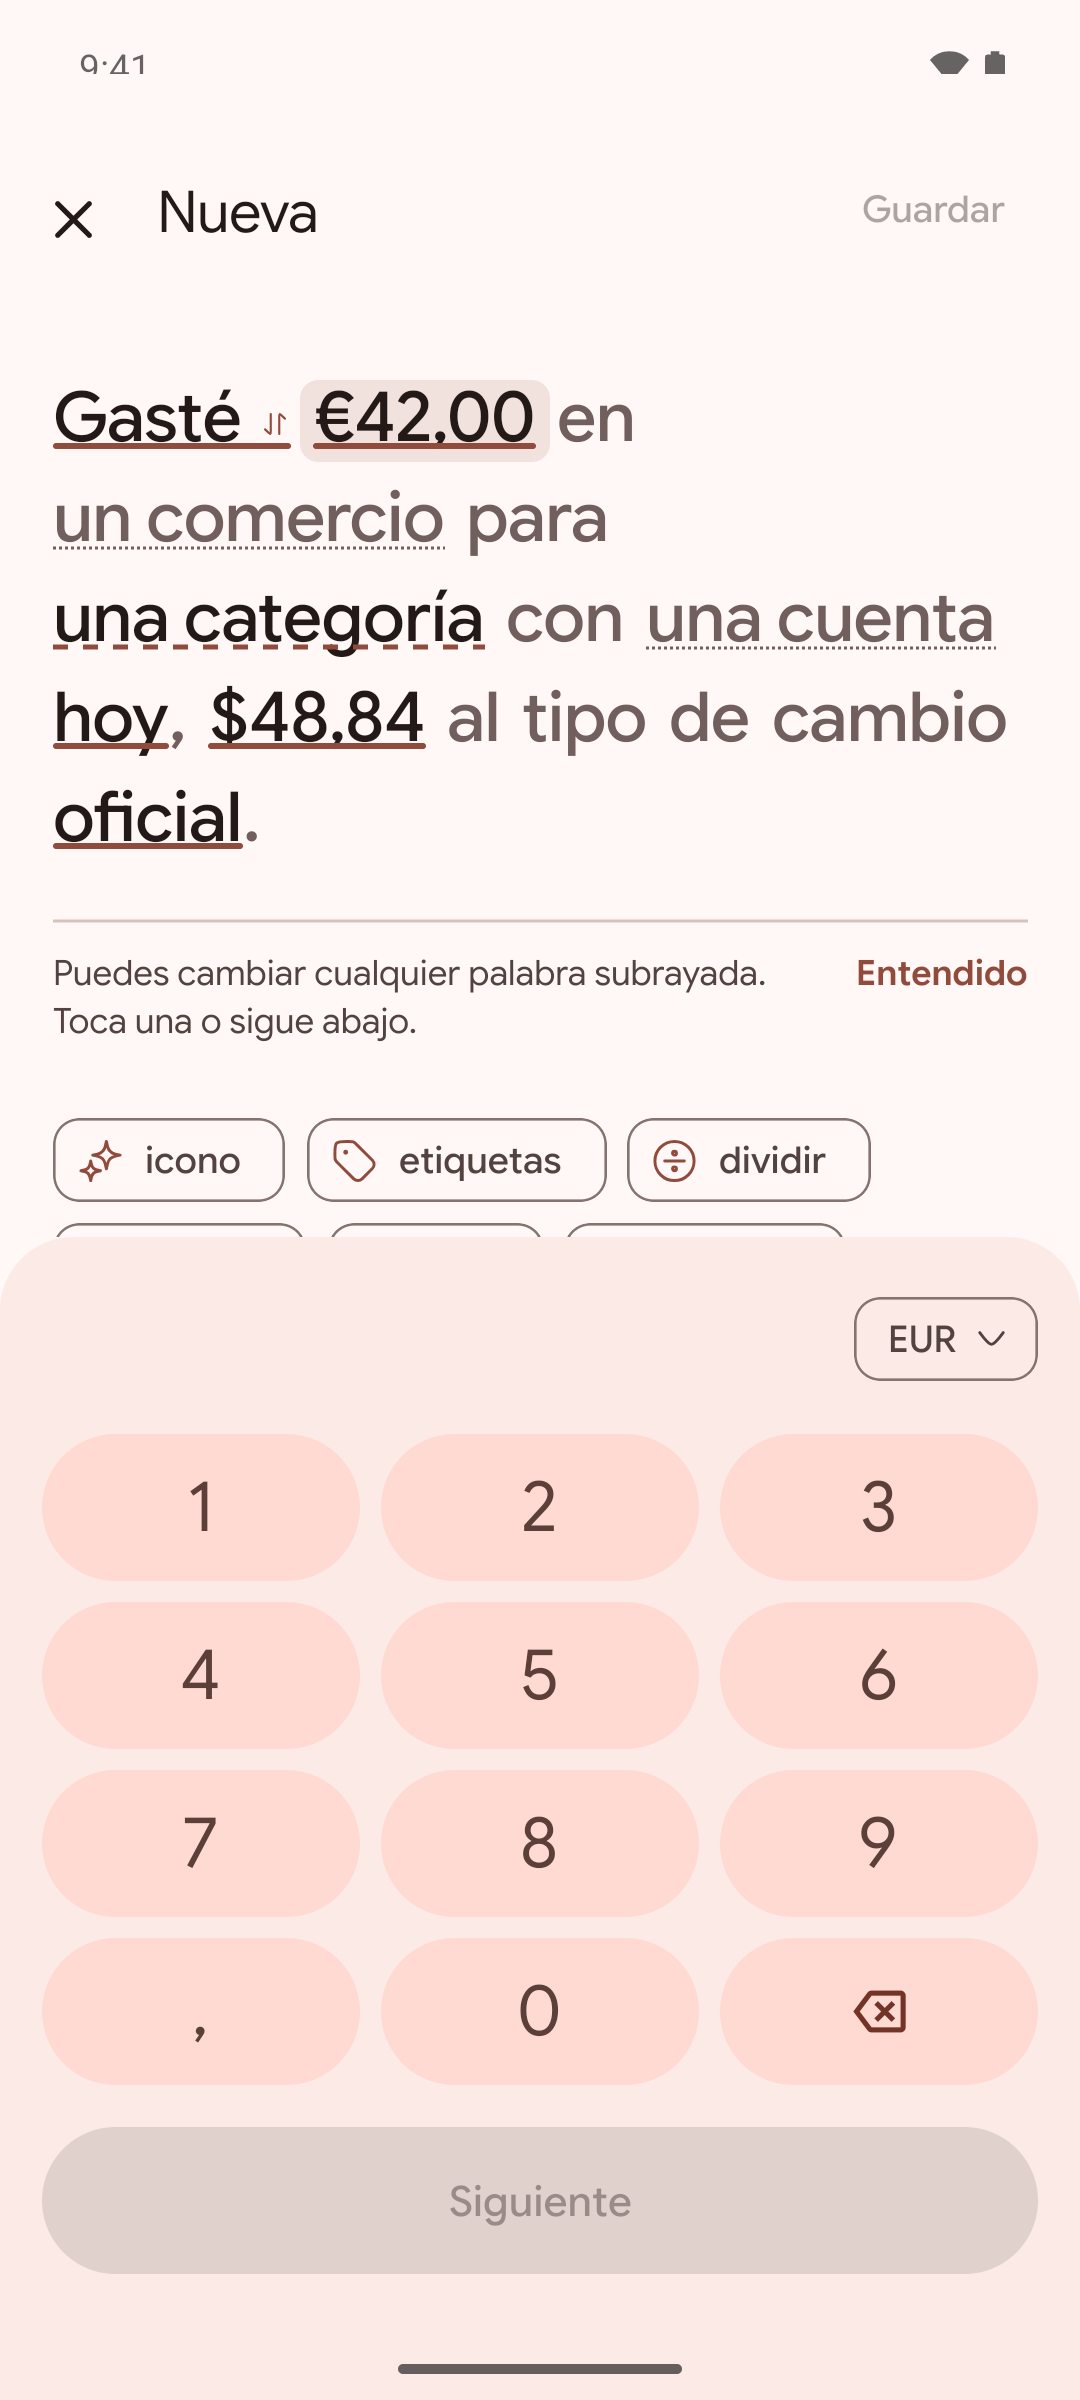 9:41
Nueva
Guardar
Gasté €42,00 en
un comercio para
una categoría con una cuenta
hoy, $48,84 al tipo de cambio
oficial.
Puedes cambiar cualquier palabra subrayada.
Toca una o sigue abajo.
Entendido
icono
etiquetas
dividir
EUR
1
2
3
4
5
6
7
8
9
,
0
Siguiente